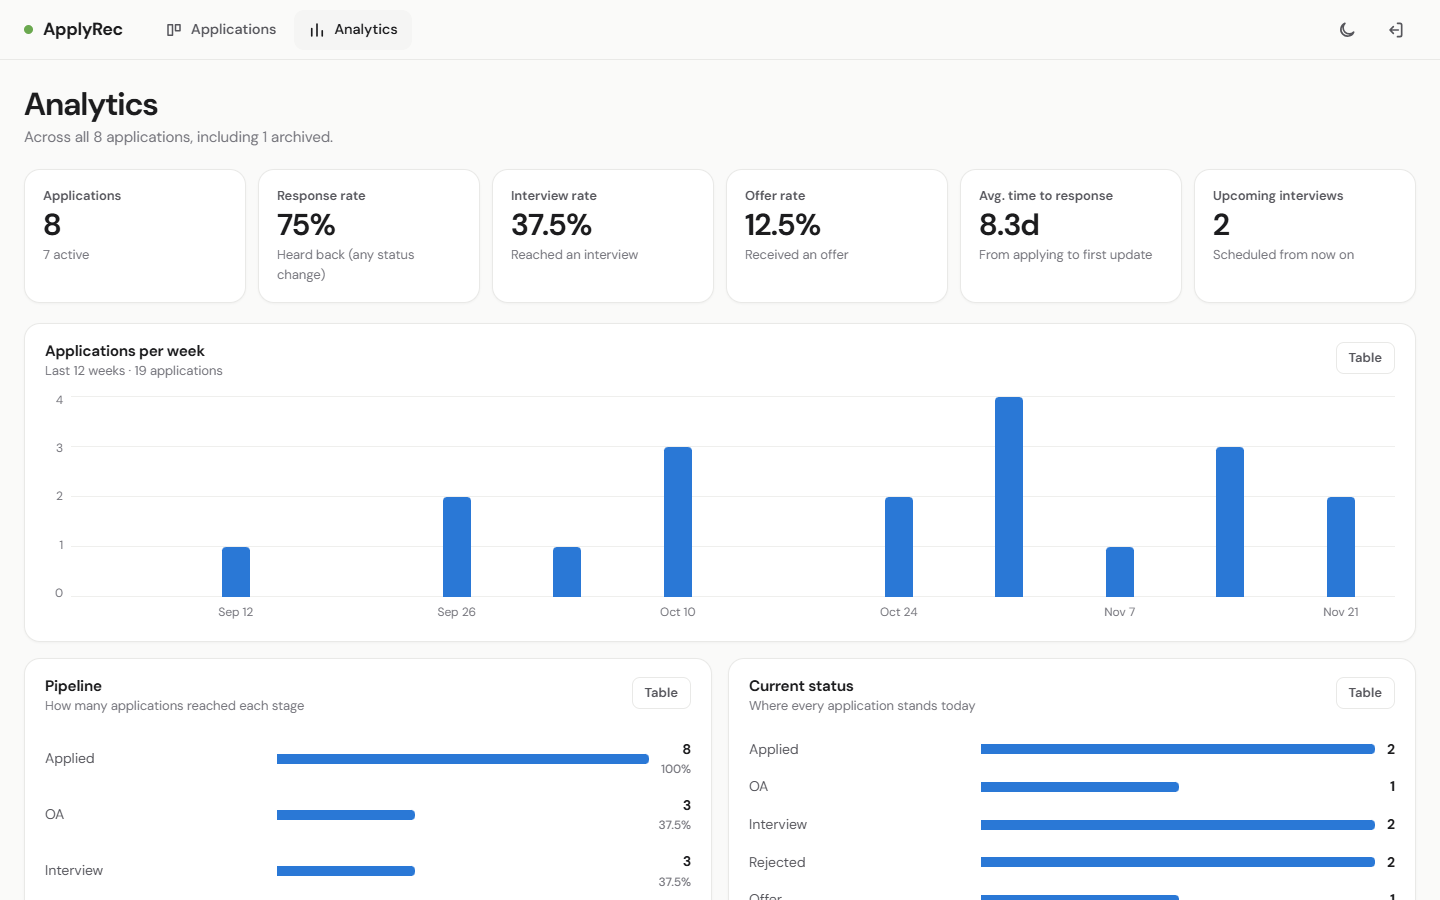 ApplyRec
Applications
Analytics
Analytics
Across all 8 applications, including 1 archived.
Applications
8
7 active
Response rate
75%
Heard back (any status
change)
Interview rate
37.5%
Reached an interview
Offer rate
12.5%
Received an offer
Avg. time to response
8.3d
From applying to first update
Upcoming interviews
2
Scheduled from now on
Applications per week
Last 12 weeks · 19 applications
Table
4
3
2
1
0
Sep 12
Sep 26
Oct 10
Oct 24
Nov 7
Nov 21
Pipeline
How many applications reached each stage
Table
Applied
8
100%
OA
3
37.5%
Interview
3
37.5%
Current status
Where every application stands today
Table
Applied
2
OA
1
Interview
2
Rejected
2
Offer
1